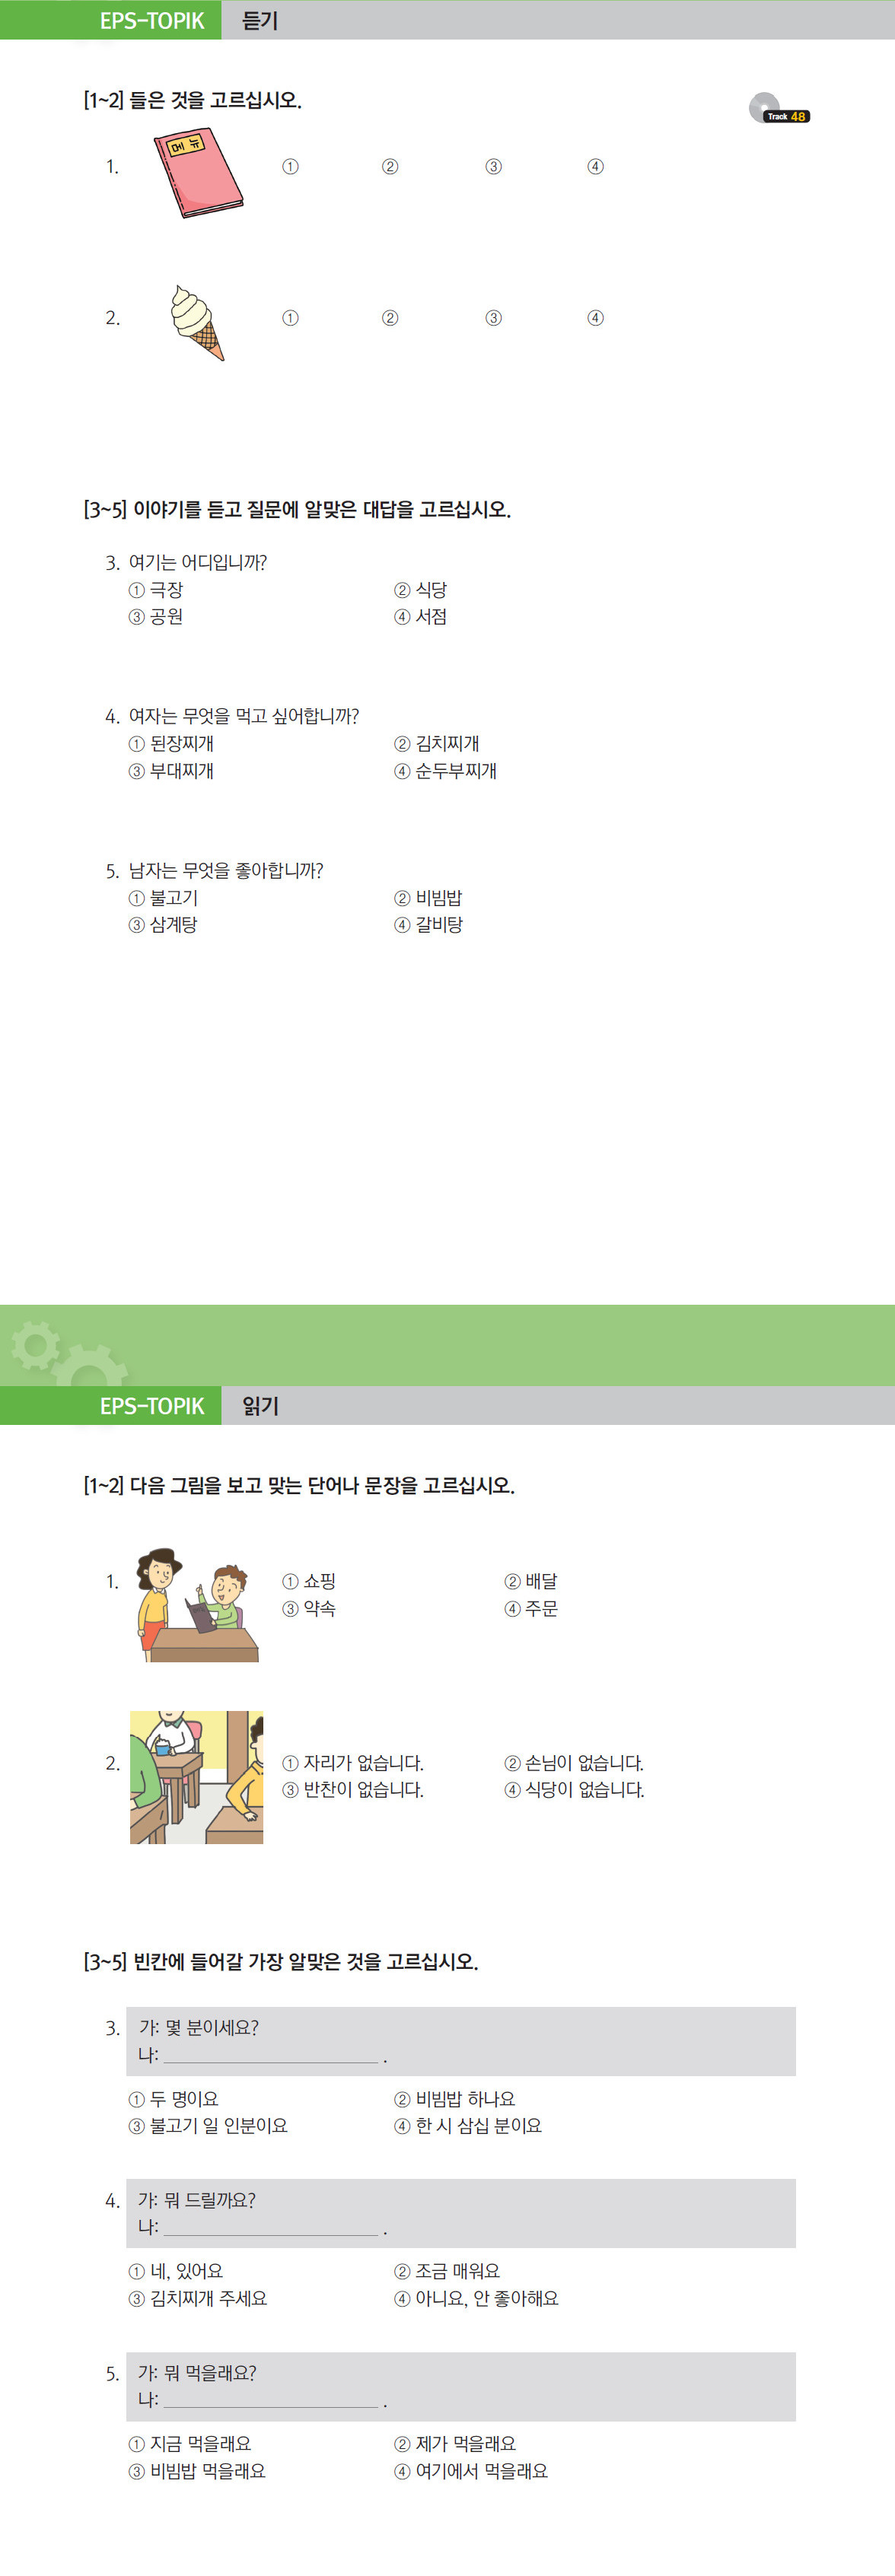 EPS-TOPIK 듣기
[1~2] 들은 것을 고르십시오.
Track 48
메뉴
1. ① ② ③ ④
2. ① ② ③ ④
[3~5] 이야기를 듣고 질문에 알맞은 대답을 고르십시오.
3. 여기는 어디입니까?
① 극장 ② 식당
③ 공원 ④ 서점
4. 여자는 무엇을 먹고 싶어합니까?
① 된장찌개 ② 김치찌개
③ 부대찌개 ④ 순두부찌개
5. 남자는 무엇을 좋아합니까?
① 불고기 ② 비빔밥
③ 삼계탕 ④ 갈비탕
EPS-TOPIK 읽기
[1~2] 다음 그림을 보고 맞는 단어나 문장을 고르십시오.
1. ① 쇼핑 ② 배달
③ 약속 ④ 주문
2. ① 자리가 없습니다. ② 손님이 없습니다.
③ 반찬이 없습니다. ④ 식당이 없습니다.
[3~5] 빈칸에 들어갈 가장 알맞은 것을 고르십시오.
3. 가: 몇 분이세요?
나: ____________________ .
① 두 명이요 ② 비빔밥 하나요
③ 불고기 일 인분이요 ④ 한 시 삼십 분이요
4. 가: 뭐 드릴까요?
나: ____________________ .
① 네, 있어요 ② 조금 매워요
③ 김치찌개 주세요 ④ 아니요, 안 좋아해요
5. 가: 뭐 먹을래요?
나: ____________________ .
① 지금 먹을래요 ② 제가 먹을래요
③ 비빔밥 먹을래요 ④ 여기에서 먹을래요